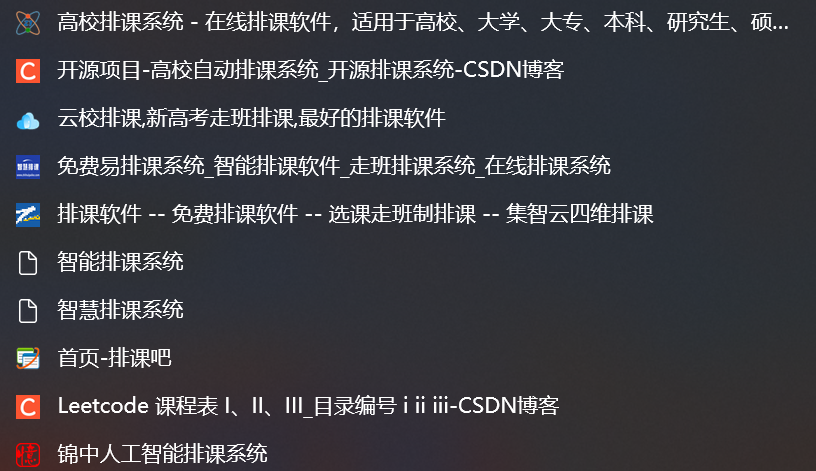 高校排课系统 - 在线排课软件，适用于高校、大学、大专、本科、研究生、硕...
开源项目-高校自动排课系统_开源排课系统-CSDN博客
云校排课,新高考走班排课,最好的排课软件
免费易排课系统_智能排课软件_走班排课系统_在线排课系统
排课软件 -- 免费排课软件 -- 选课走班制排课 -- 集智云四维排课
智能排课系统
智慧排课系统
首页-排课吧
Leetcode 课程表 I、II、III_目录编号 i ii iii-CSDN博客
锦中人工智能排课系统